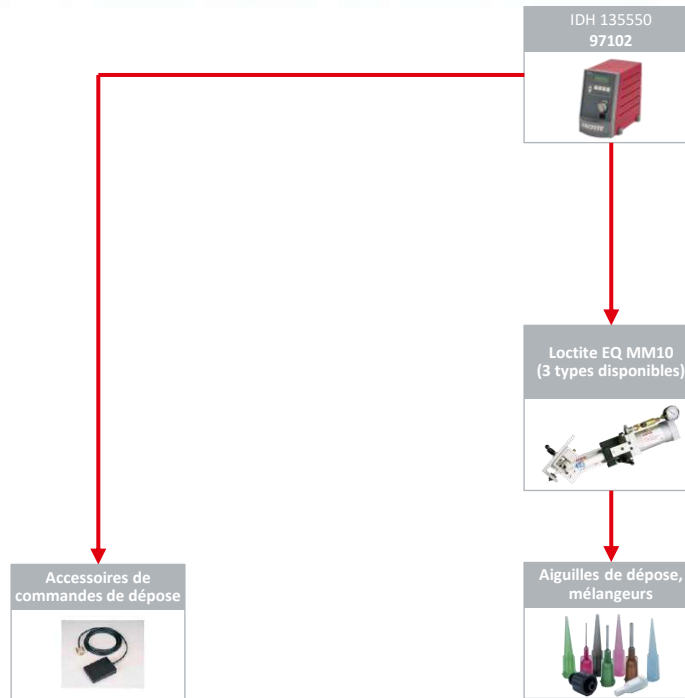 IDH 135550
97102
Loctite EQ MM10
(3 types disponibles)
Accessoires de
commandes de dépose
Aiguilles de dépose,
mélangeurs